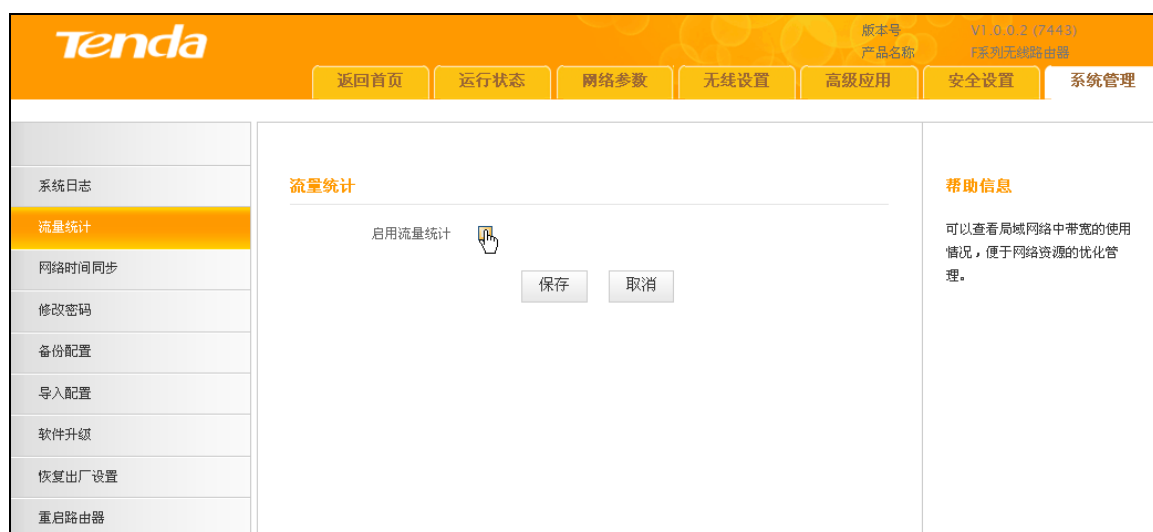 Tenda
版本号 V1.0.0.2 (7443)
产品名称 F系列无线路由器
返回首页 运行状态 网络参数 无线设置 高级应用 安全设置 系统管理
系统日志
流量统计
网络时间同步
修改密码
备份配置
导入配置
软件升级
恢复出厂设置
重启路由器
流量统计
启用流量统计
保存 取消
帮助信息
可以查看局域网络中带宽的使用
情况，便于网络资源的优化管
理。